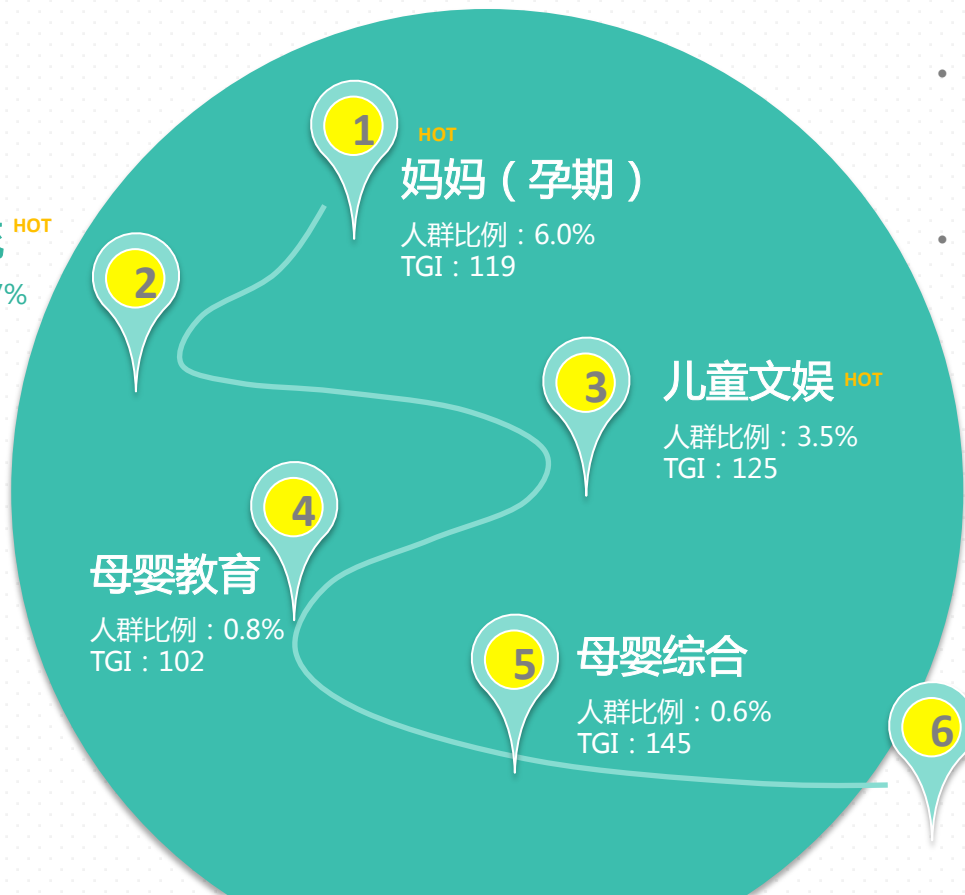 1
HOT
妈妈（孕期）
人群比例：6.0%
TGI：119
HOT
%
2
3
儿童文娱 HOT
人群比例：3.5%
TGI：125
4
母婴教育
人群比例：0.8%
TGI：102
5
母婴综合
人群比例：0.6%
TGI：145
6